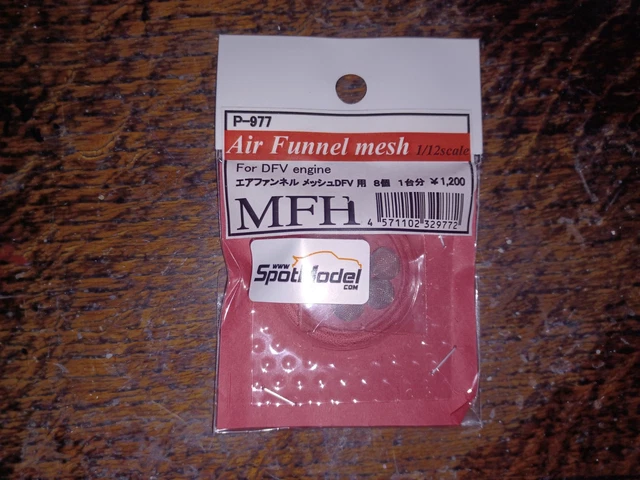 P-977
Air Funnel mesh 1/12scale
For DFV engine
エアファンネル メッシュDFV 用 8個 1台分 ¥1,200
MFH
4 571102 329772
www
SpotModel
.COM